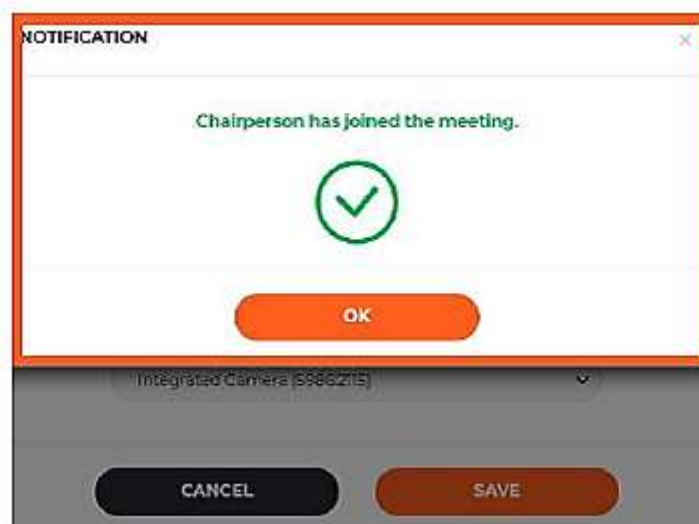 NOTIFICATION
Chairperson has joined the meeting.
OK
Integrated Camera
CANCEL
SAVE